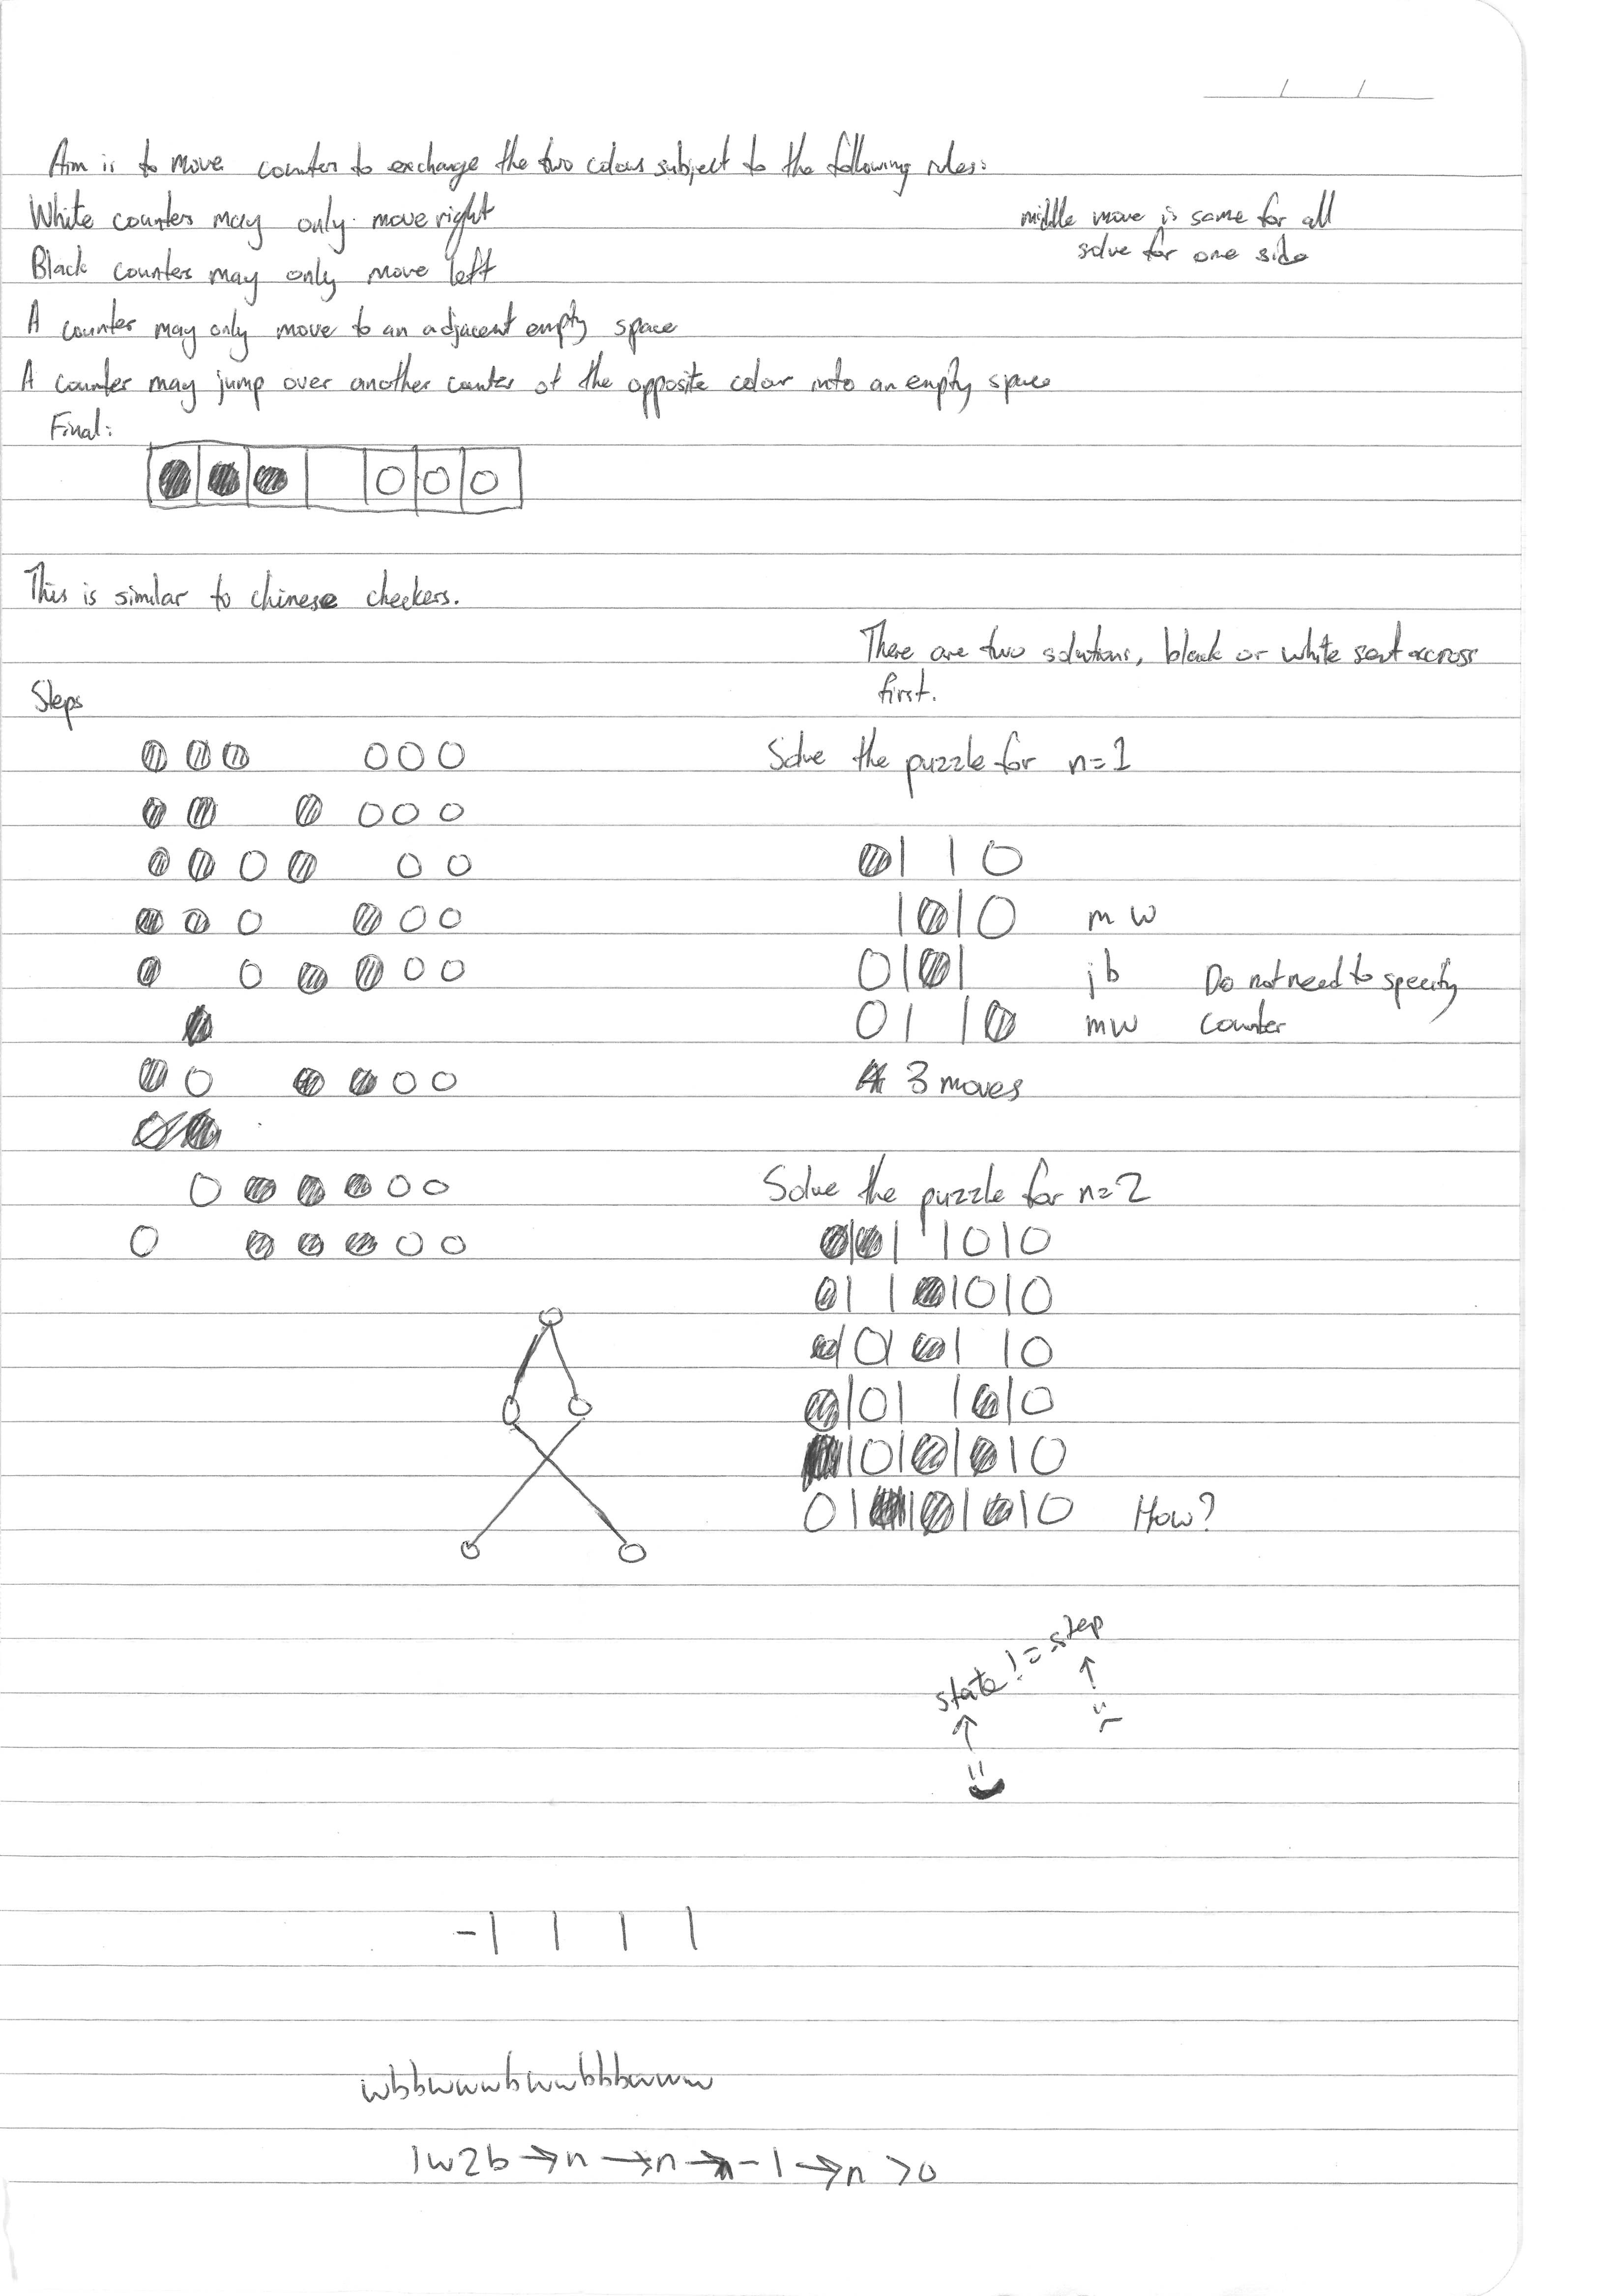 Aim is to move counter to exchange the two colours subject to the following rules:
White counters may only move right
middle move is same for all
solve for one side
Black counters may only move left
A counter may only move to an adjacent empty space
A counter may jump over another counter of the opposite colour into an empty space
Final:
This is similar to chinese checkers.
There are two solutions, black or white sent accross
first.
Steps
Solve the puzzle for n=1
m w
j b
Do not need to specify
counter
mw
3 moves
Solve the puzzle for n=2
How?
state != step
-| | | |
1w2b → n → n → n-1 → n >0